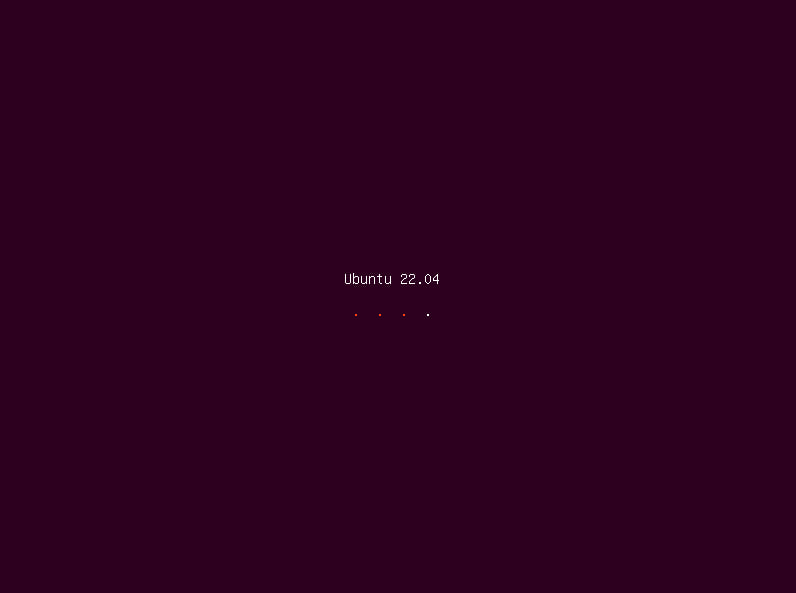 Ubuntu 22.04
. . . .